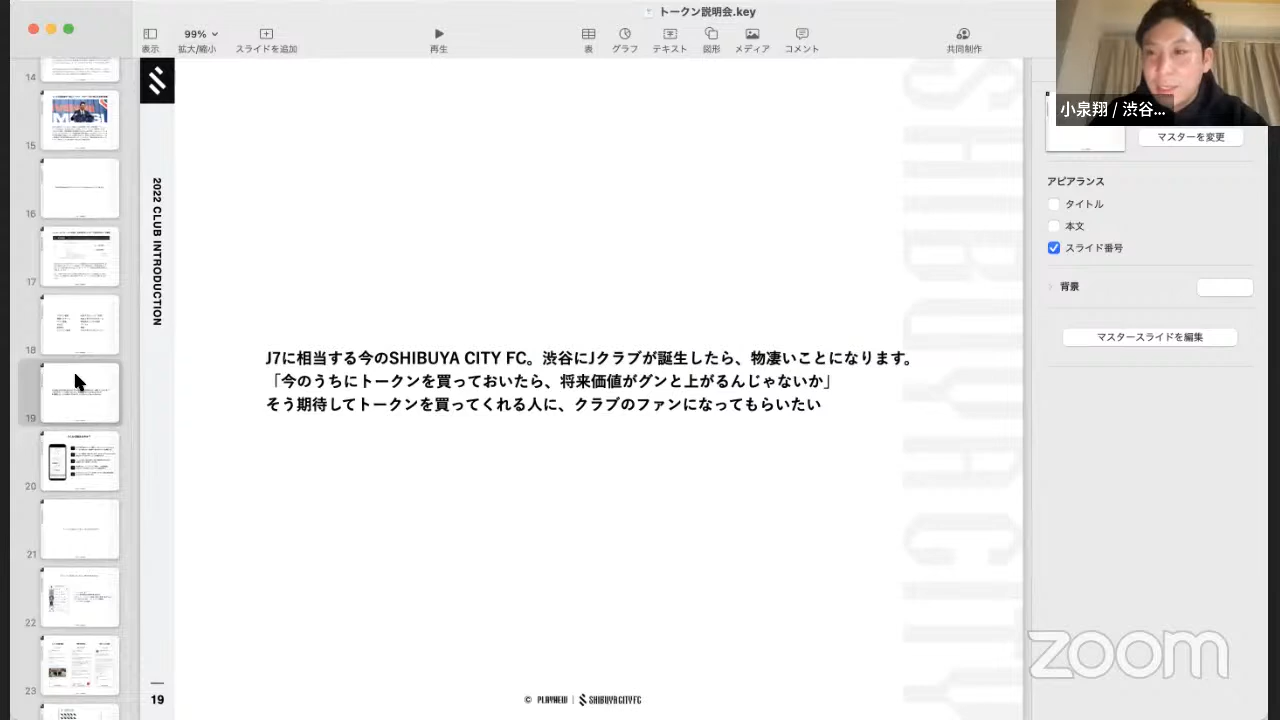 トークン説明会.key
99%
表示
拡大/縮小
スライドを追加
再生
表
グラフ
テキスト
図形
メディア
コメント
共同制作
小泉翔 / 渋谷...
マスターを変更
アピアランス
タイトル
本文
スライド番号
背景
マスタースライドを編集
14
15
16
17
18
19
20
21
22
23
2022 CLUB INTRODUCTION
SHIBUYA CITY
J7に相当する今のSHIBUYA CITY FC。渋谷にJクラブが誕生したら、物凄いことになります。
「今のうちにトークンを買っておいたら、将来価値がグンと上がるんじゃないか」
そう期待してトークンを買ってくれる人に、クラブのファンになってもらいたい
19
© PLAYNEW | SHIBUYA CITY FC
zoom